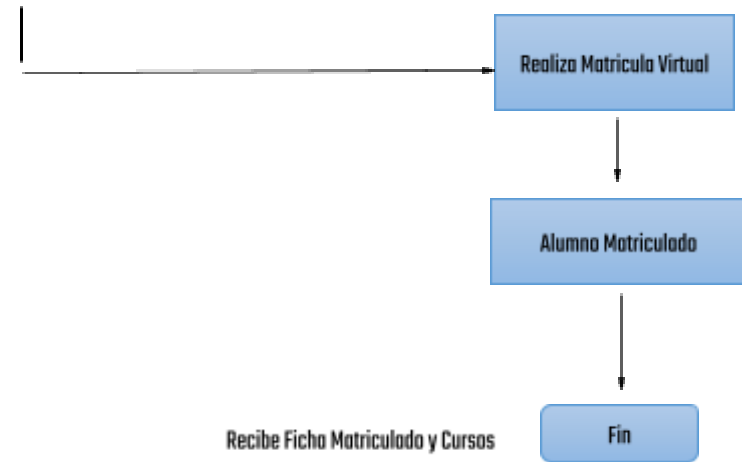 Realiza Matricula Virtual
Alumno Matriculado
Recibe Ficha Matriculado y Cursos
Fin